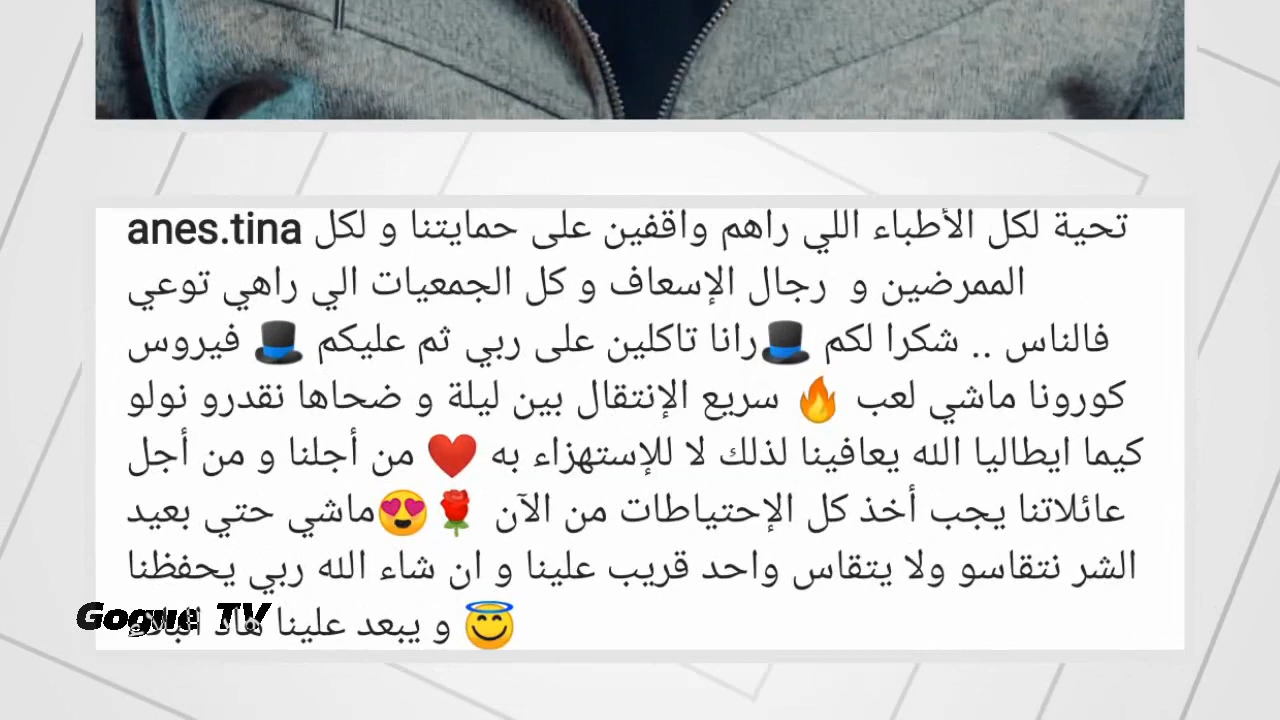 anes.tina تحية لكل الأطباء اللي راهم واقفين على حمايتنا و لكل
الممرضين و رجال الإسعاف و كل الجمعيات الي راهي توعي
فالناس .. شكرا لكم 🎩رانا تاكلين على ربي ثم عليكم 🎩 فيروس
كورونا ماشي لعب 🔥 سريع الإنتقال بين ليلة و ضحاها نقدرو نولو
كيما ايطاليا الله يعافينا لذلك لا للإستهزاء به ❤️ من أجلنا و من أجل
عائلاتنا يجب أخذ كل الإحتياطات من الآن 🌹😍ماشي حتي بعيد
الشر نتقاسو ولا يتقاس واحد قريب علينا و ان شاء الله ربي يحفظنا
و يبعد علينا هاد البلاء 😇
Gogue TV